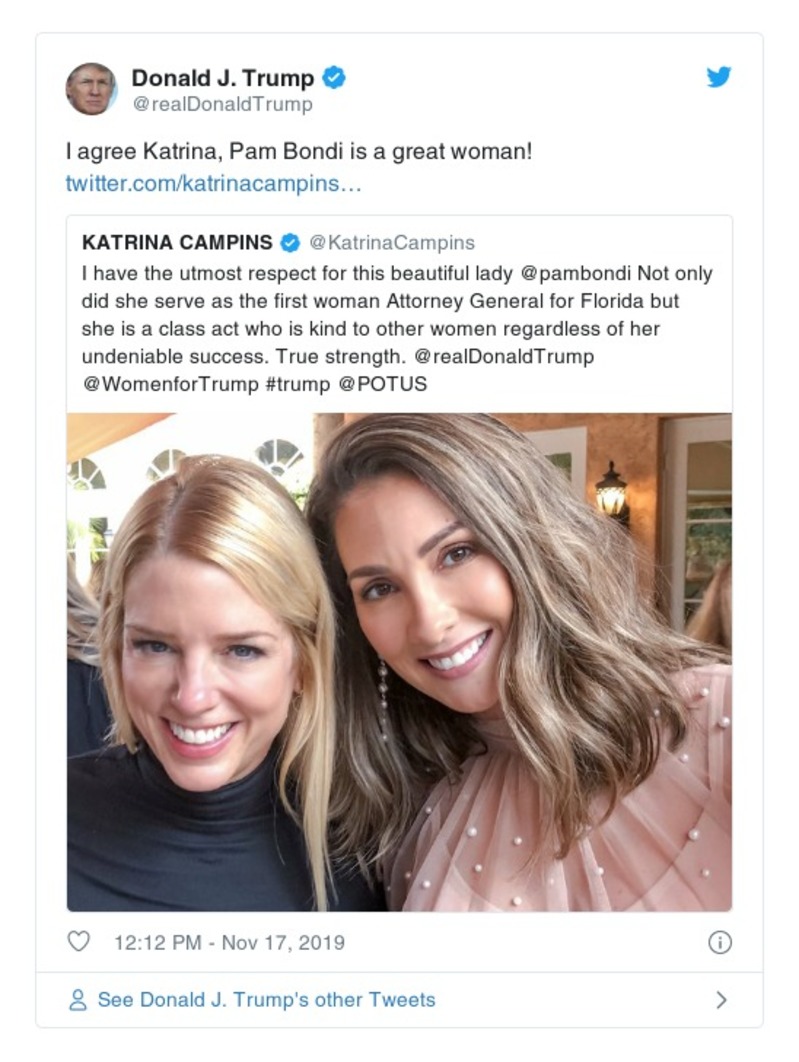 Donald J. Trump
@realDonaldTrump
I agree Katrina, Pam Bondi is a great woman!
twitter.com/katrinacampins…
KATRINA CAMPINS @KatrinaCampins
I have the utmost respect for this beautiful lady @pambondi Not only
did she serve as the first woman Attorney General for Florida but
she is a class act who is kind to other women regardless of her
undeniable success. True strength. @realDonaldTrump
@WomenforTrump #trump @POTUS
12:12 PM - Nov 17, 2019
See Donald J. Trump's other Tweets